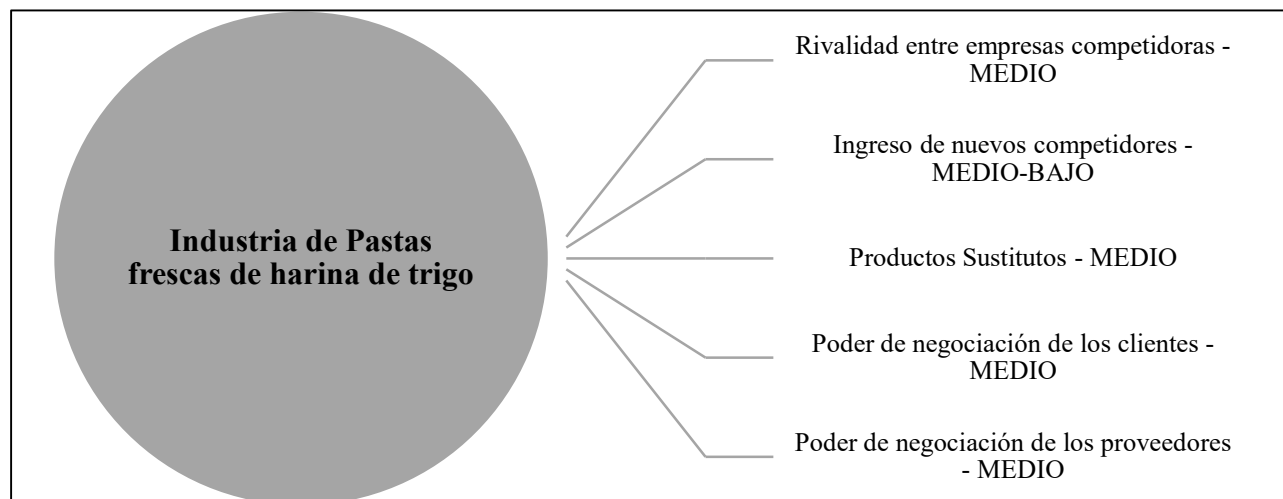 Industria de Pastas
frescas de harina de trigo
Rivalidad entre empresas competidoras -
MEDIO
Ingreso de nuevos competidores -
MEDIO-BAJO
Productos Sustitutos - MEDIO
Poder de negociación de los clientes -
MEDIO
Poder de negociación de los proveedores
- MEDIO